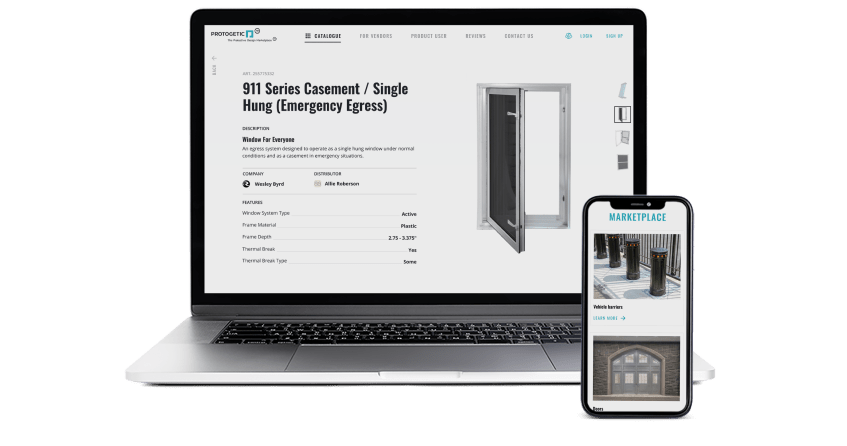 PROTOGETIC
The Protective Design Marketplace
CATALOGUE
FOR VENDORS
PRODUCT USER
REVIEWS
CONTACT US
LOGIN
SIGN UP
BACK
911 Series Casement / Single
Hung (Emergency Egress)
DESCRIPTION
Window For Everyone
An egress system designed to operate as a single hung window under normal
conditions and as a casement in emergency situations.
COMPANY DISTRIBUTOR
Wesley Byrd Allie Roberson
FEATURES
Window System Type Active
Frame Material Plastic
Frame Depth 2.75 - 3.375"
Thermal Break Yes
Thermal Break Type Some
MARKETPLACE
Vehicle barriers
LEARN MORE
Doors